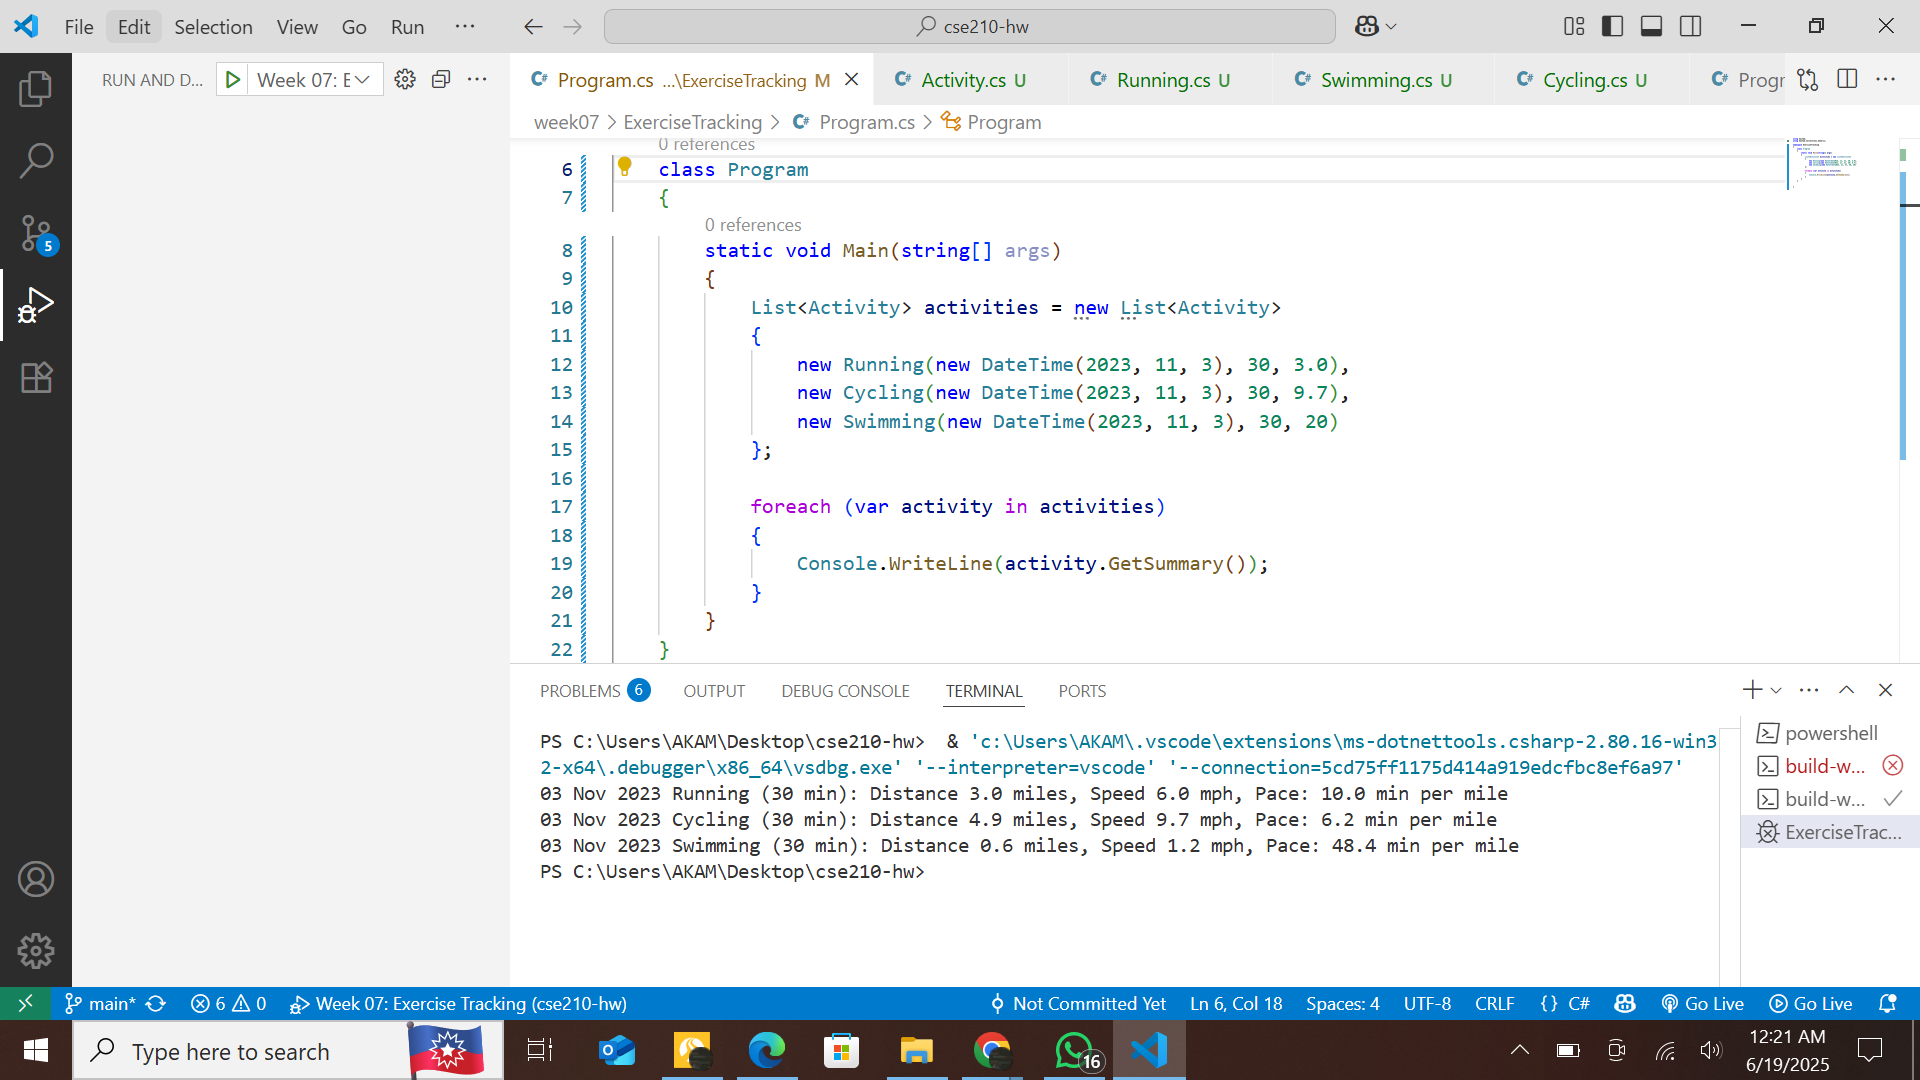 File Edit Selection View Go Run ... cse210-hw
RUN AND D... Week 07: E
Program.cs ...\ExerciseTracking M Activity.cs U Running.cs U Swimming.cs U Cycling.cs U Progr
week07 > ExerciseTracking > Program.cs > Program
0 references
6 class Program
7 {
0 references
8 static void Main(string[] args)
9 {
10 List<Activity> activities = new List<Activity>
11 {
12 new Running(new DateTime(2023, 11, 3), 30, 3.0),
13 new Cycling(new DateTime(2023, 11, 3), 30, 9.7),
14 new Swimming(new DateTime(2023, 11, 3), 30, 20)
15 };
16
17 foreach (var activity in activities)
18 {
19 Console.WriteLine(activity.GetSummary());
20 }
21 }
22 }
5
PROBLEMS 6 OUTPUT DEBUG CONSOLE TERMINAL PORTS
PS C:\Users\AKAM\Desktop\cse210-hw>  & 'c:\Users\AKAM\.vscode\extensions\ms-dotnettools.csharp-2.80.16-win3
2-x64\.debugger\x86_64\vsdbg.exe' '--interpreter=vscode' '--connection=5cd75ff1175d414a919edcfbc8ef6a97'
03 Nov 2023 Running (30 min): Distance 3.0 miles, Speed 6.0 mph, Pace: 10.0 min per mile
03 Nov 2023 Cycling (30 min): Distance 4.9 miles, Speed 9.7 mph, Pace: 6.2 min per mile
03 Nov 2023 Swimming (30 min): Distance 0.6 miles, Speed 1.2 mph, Pace: 48.4 min per mile
PS C:\Users\AKAM\Desktop\cse210-hw>
powershell
build-w...
build-w...
ExerciseTrac...
main* 6 0 Week 07: Exercise Tracking (cse210-hw) Not Committed Yet Ln 6, Col 18 Spaces: 4 UTF-8 CRLF {} C# Go Live Go Live
Type here to search 16 12:21 AM
6/19/2025